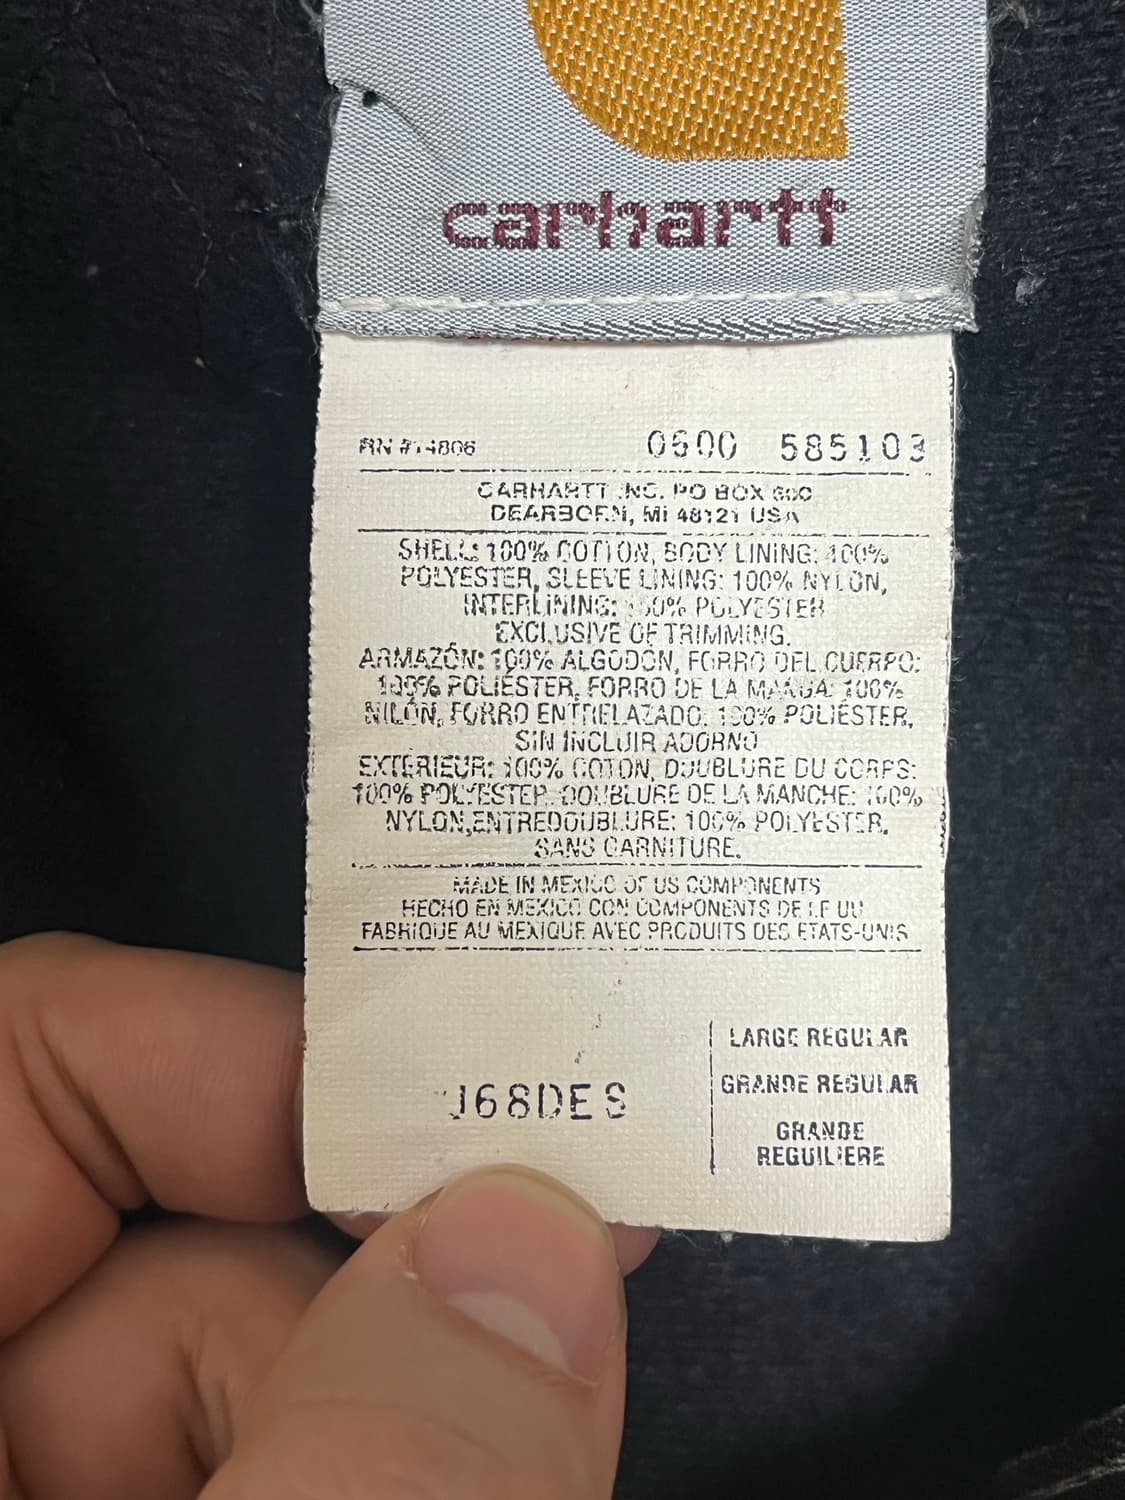 carhartt
RN #14806 0600 585103
CARHARTT INC. PO BOX 600
DEARBORN, MI 48121 USA
SHELL: 100% COTTON, BODY LINING: 100%
POLYESTER, SLEEVE LINING: 100% NYLON,
INTERLINING: 100% POLYESTER
EXCLUSIVE OF TRIMMING.
ARMAZÓN: 100% ALGODON, FORRO DEL CUERPO:
100% POLIÉSTER, FORRO DE LA MANGA: 100%
NILÓN, FORRO ENTRELAZADO: 100% POLIÉSTER,
SIN INCLUIR ADORNO
EXTERIEUR: 100% COTON, DOUBLURE DU CORPS:
100% POLYESTER, DOUBLURE DE LA MANCHE: 100%
NYLON,ENTREDOUBLURE: 100% POLYESTER.
SANS GARNITURE.
MADE IN MEXICO OF US COMPONENTS
HECHO EN MEXICO CON COMPONENTS DE EE UU
FABRIQUE AU MEXIQUE AVEC PRODUITS DES ETATS-UNIS
LARGE REGULAR
GRANDE REGULAR
J68DES
GRANDE
REGUILIERE